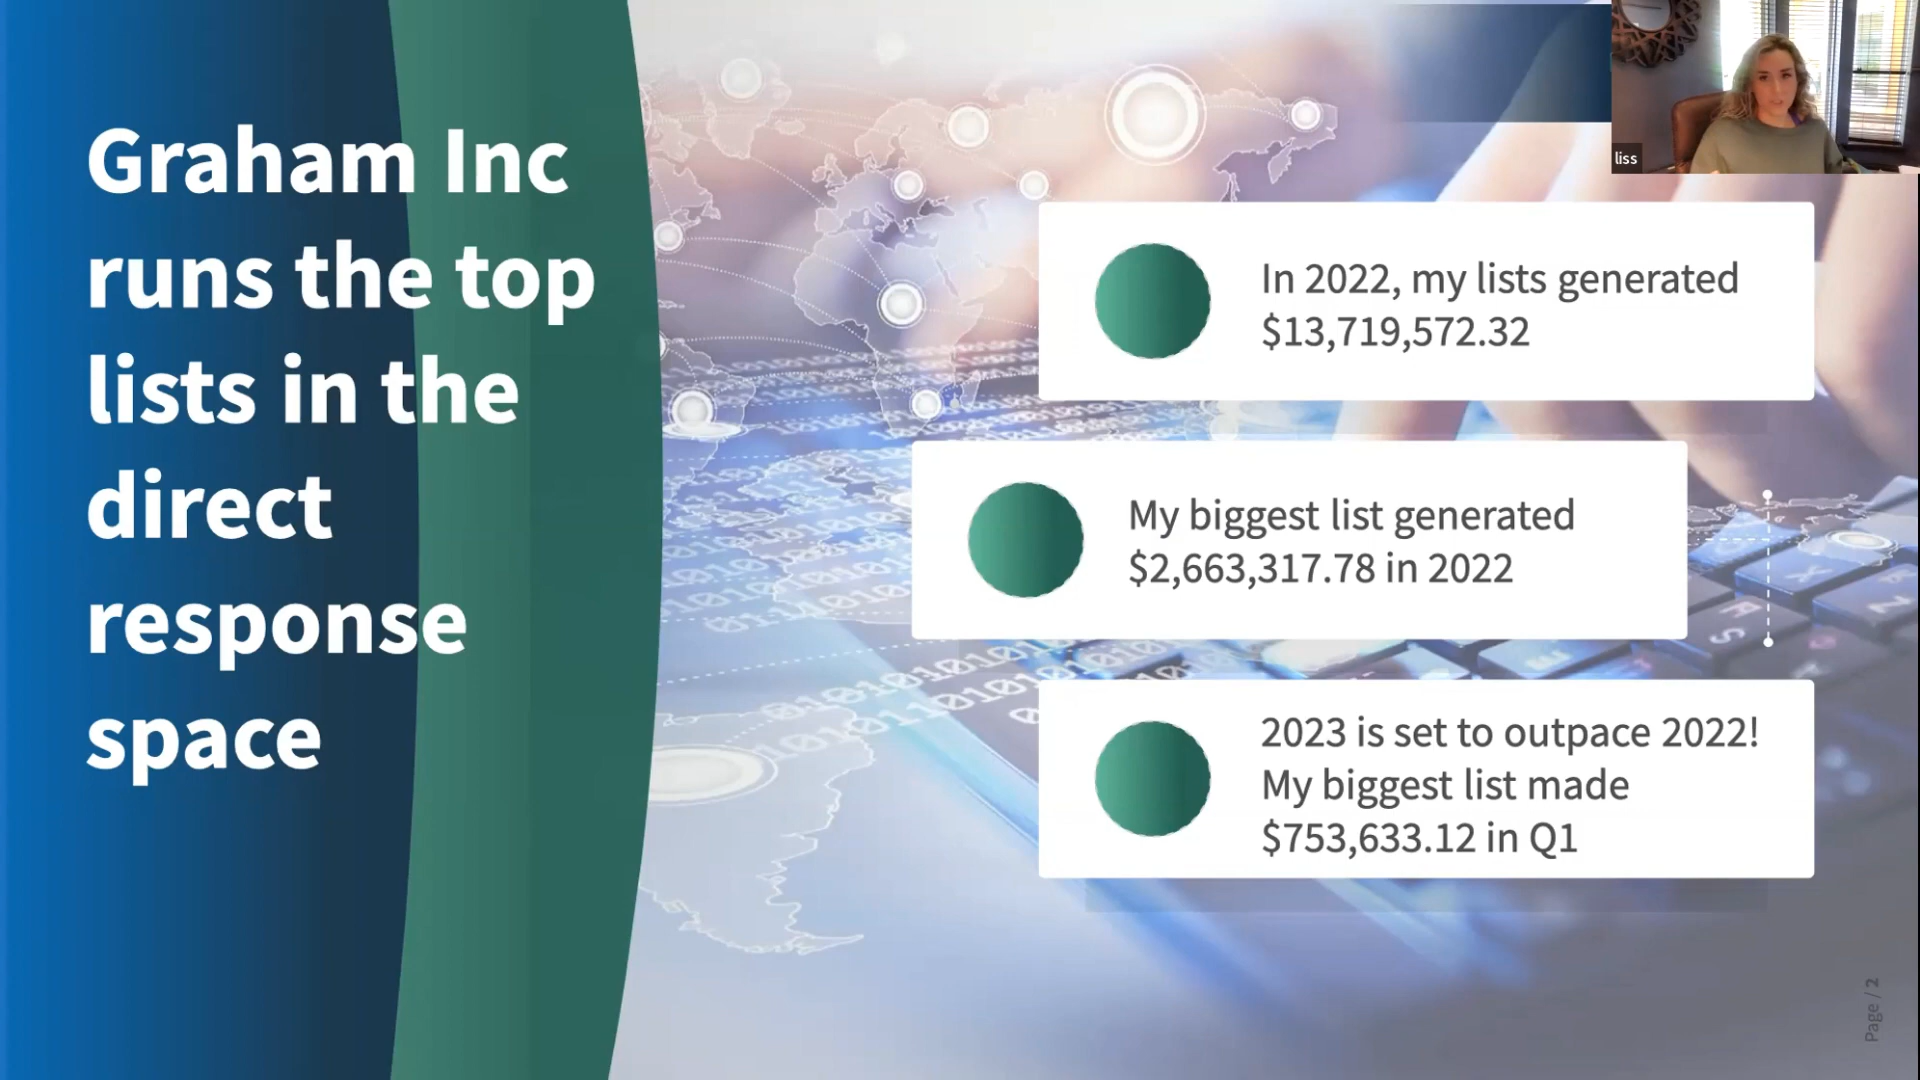 Graham Inc
runs the top
lists in the
direct
response
space
liss
In 2022, my lists generated
$13,719,572.32
My biggest list generated
$2,663,317.78 in 2022
2023 is set to outpace 2022!
My biggest list made
$753,633.12 in Q1
Page / 2